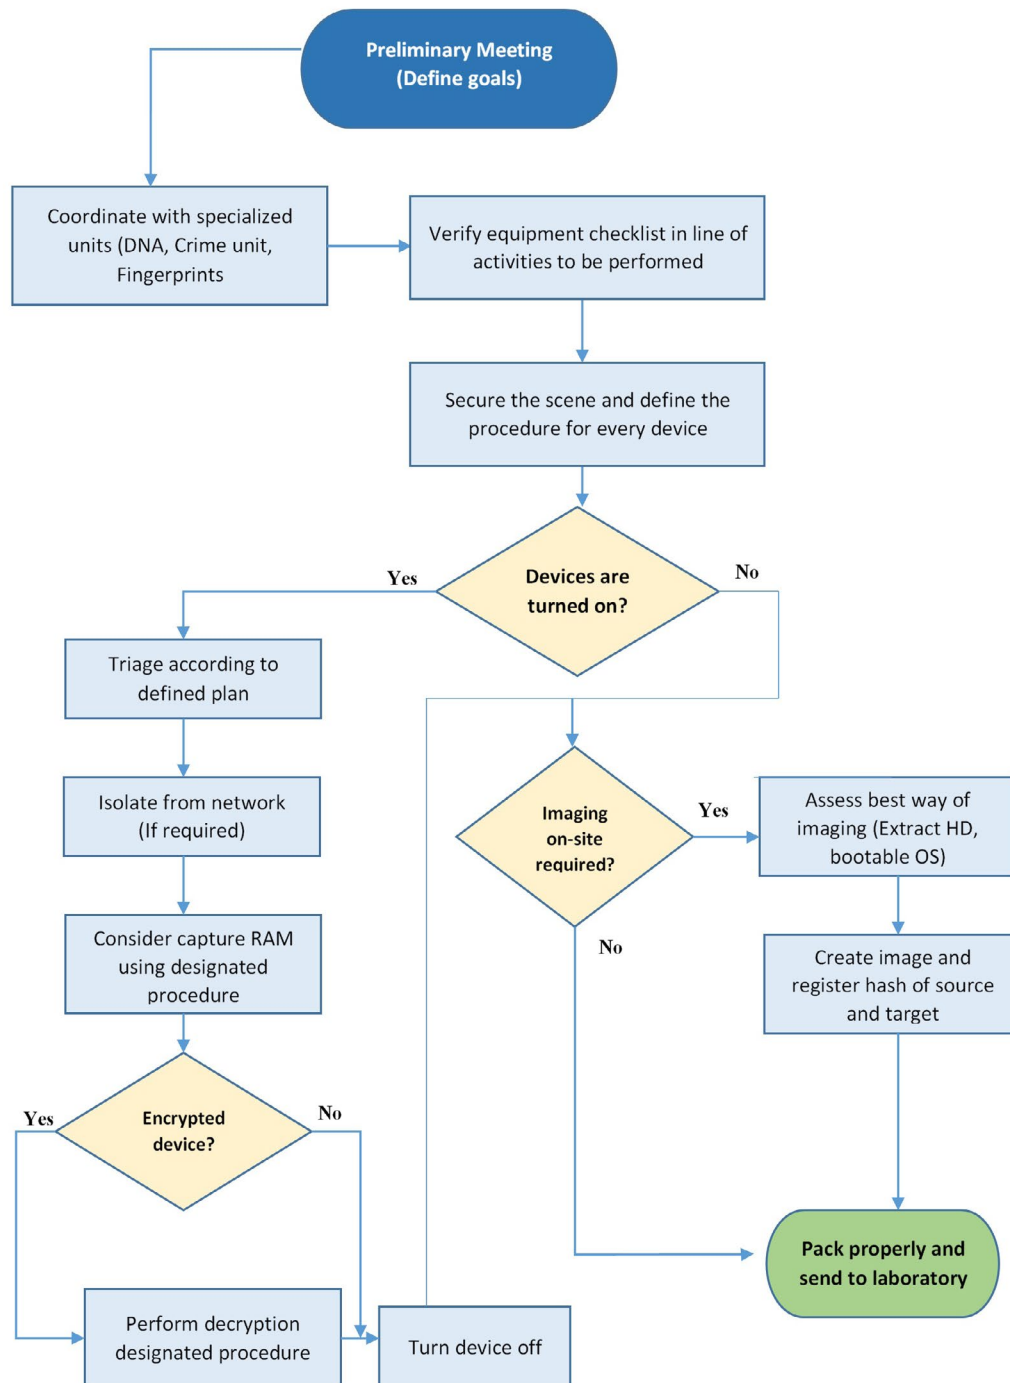 Preliminary Meeting
(Define goals)
Coordinate with specialized
units (DNA, Crime unit,
Fingerprints
Verify equipment checklist in line of
activities to be performed
Secure the scene and define the
procedure for every device
Devices are
turned on?
Yes
No
Triage according to
defined plan
Isolate from network
(If required)
Consider capture RAM
using designated
procedure
Encrypted
device?
Yes
No
Perform decryption
designated procedure
Turn device off
Imaging
on-site
required?
Yes
No
Assess best way of
imaging (Extract HD,
bootable OS)
Create image and
register hash of source
and target
Pack properly and
send to laboratory